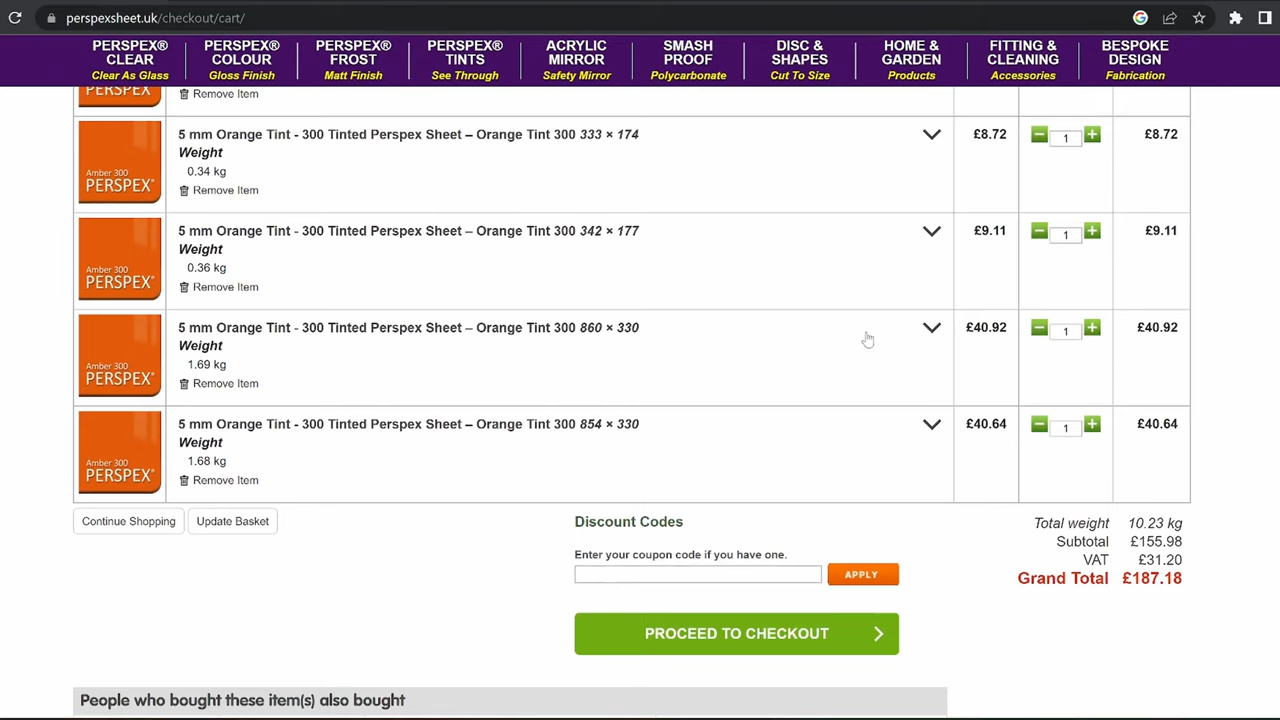 perspexsheet.uk/checkout/cart/
PERSPEX® CLEAR
Clear As Glass
PERSPEX® COLOUR
Gloss Finish
PERSPEX® FROST
Matt Finish
PERSPEX® TINTS
See Through
ACRYLIC MIRROR
Safety Mirror
SMASH PROOF
Polycarbonate
DISC & SHAPES
Cut To Size
HOME & GARDEN
Products
FITTING & CLEANING
Accessories
BESPOKE DESIGN
Fabrication
PERSPEX®
Remove Item
Amber 300
PERSPEX®
5 mm Orange Tint - 300 Tinted Perspex Sheet – Orange Tint 300 333 × 174
Weight
0.34 kg
Remove Item
£8.72
1
£8.72
Amber 300
PERSPEX®
5 mm Orange Tint - 300 Tinted Perspex Sheet – Orange Tint 300 342 × 177
Weight
0.36 kg
Remove Item
£9.11
1
£9.11
Amber 300
PERSPEX®
5 mm Orange Tint - 300 Tinted Perspex Sheet – Orange Tint 300 860 × 330
Weight
1.69 kg
Remove Item
£40.92
1
£40.92
Amber 300
PERSPEX®
5 mm Orange Tint - 300 Tinted Perspex Sheet – Orange Tint 300 854 × 330
Weight
1.68 kg
Remove Item
£40.64
1
£40.64
Continue Shopping
Update Basket
Discount Codes
Enter your coupon code if you have one.
APPLY
Total weight 10.23 kg
Subtotal £155.98
VAT £31.20
Grand Total £187.18
PROCEED TO CHECKOUT
People who bought these item(s) also bought